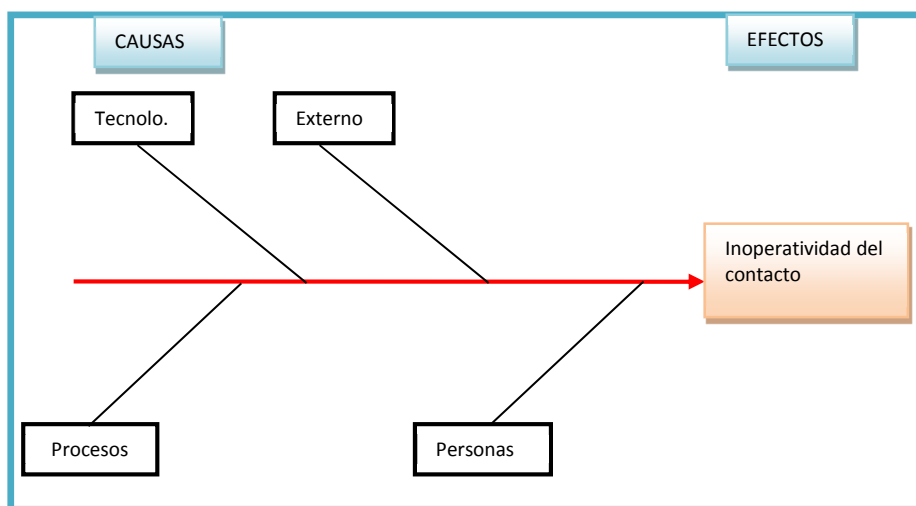 CAUSAS
EFECTOS
Tecnolo.
Externo
Inoperatividad del
contacto
Procesos
Personas